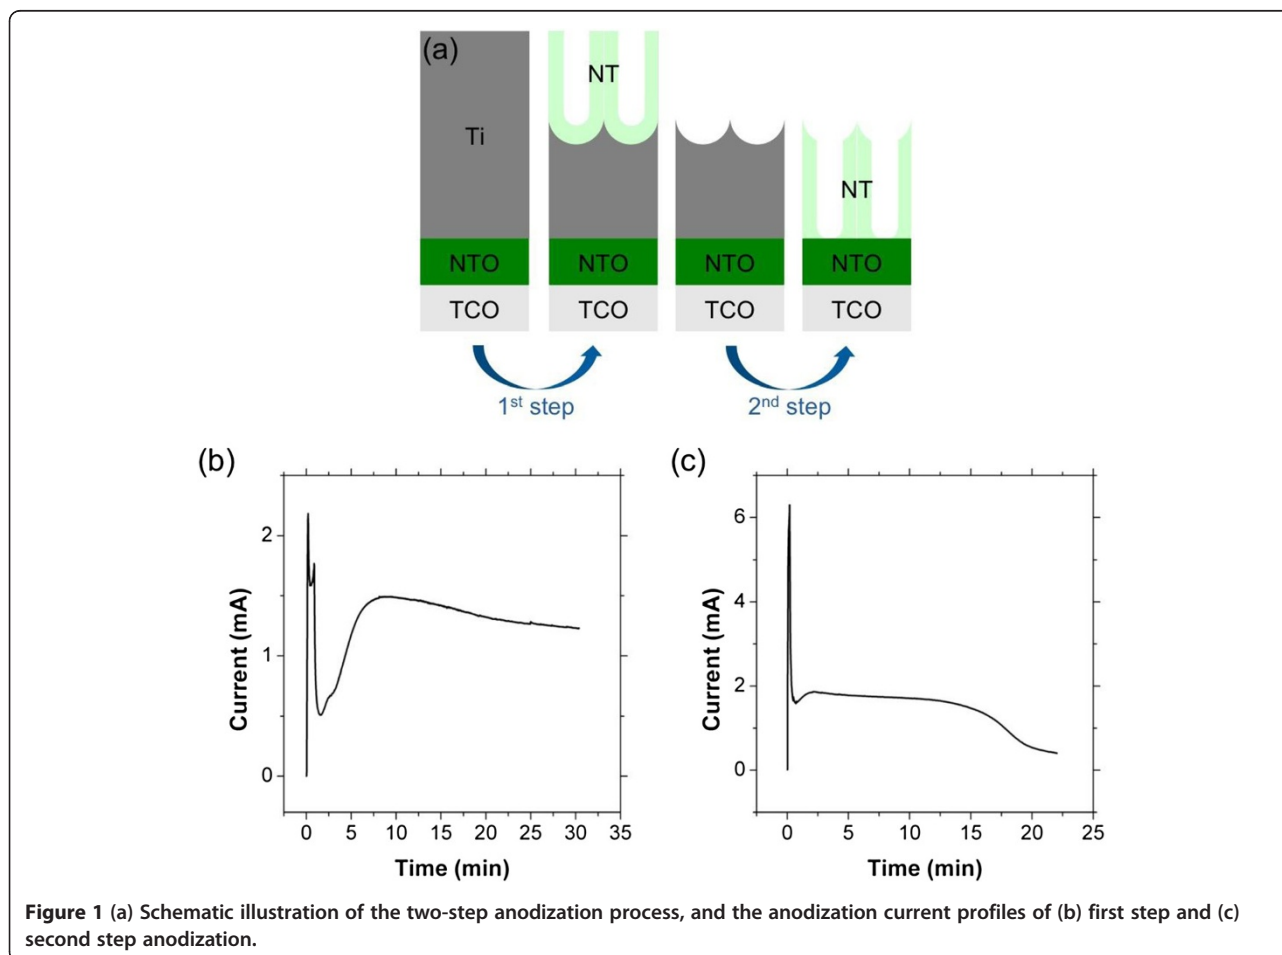 (a)
NT
Ti
NT
NTO NTO NTO NTO
TCO TCO TCO TCO
1st step 2nd step
(b)
2
1
0
Current (mA)
0 5 10 15 20 25 30 35
Time (min)
(c)
6
4
2
0
Current (mA)
0 5 10 15 20 25
Time (min)
Figure 1 (a) Schematic illustration of the two-step anodization process, and the anodization current profiles of (b) first step and (c)
second step anodization.